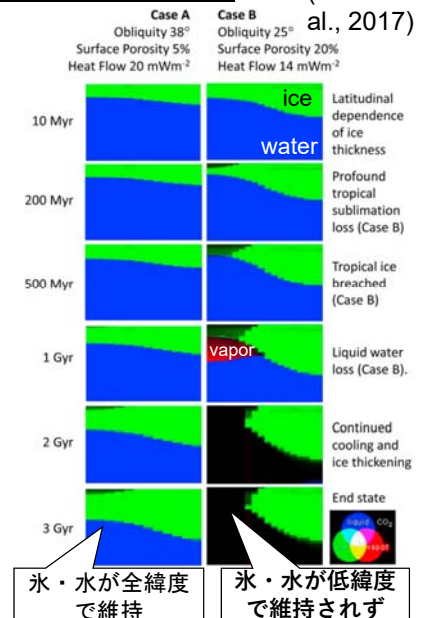 al., 2017)
Case A
Obliquity 38°
Surface Porosity 5%
Heat Flow 20 mWm⁻²
Case B
Obliquity 25°
Surface Porosity 20%
Heat Flow 14 mWm⁻²
10 Myr
ice
water
Latitudinal
dependence
of ice
thickness
200 Myr
Profound
tropical
sublimation
loss (Case B)
500 Myr
Tropical ice
breached
(Case B)
1 Gyr
vapor
Liquid water
loss (Case B).
2 Gyr
Continued
cooling and
ice thickening
3 Gyr
End state
liquid CO₂
vapor
氷・水が全緯度
で維持
氷・水が低緯度
で維持されず